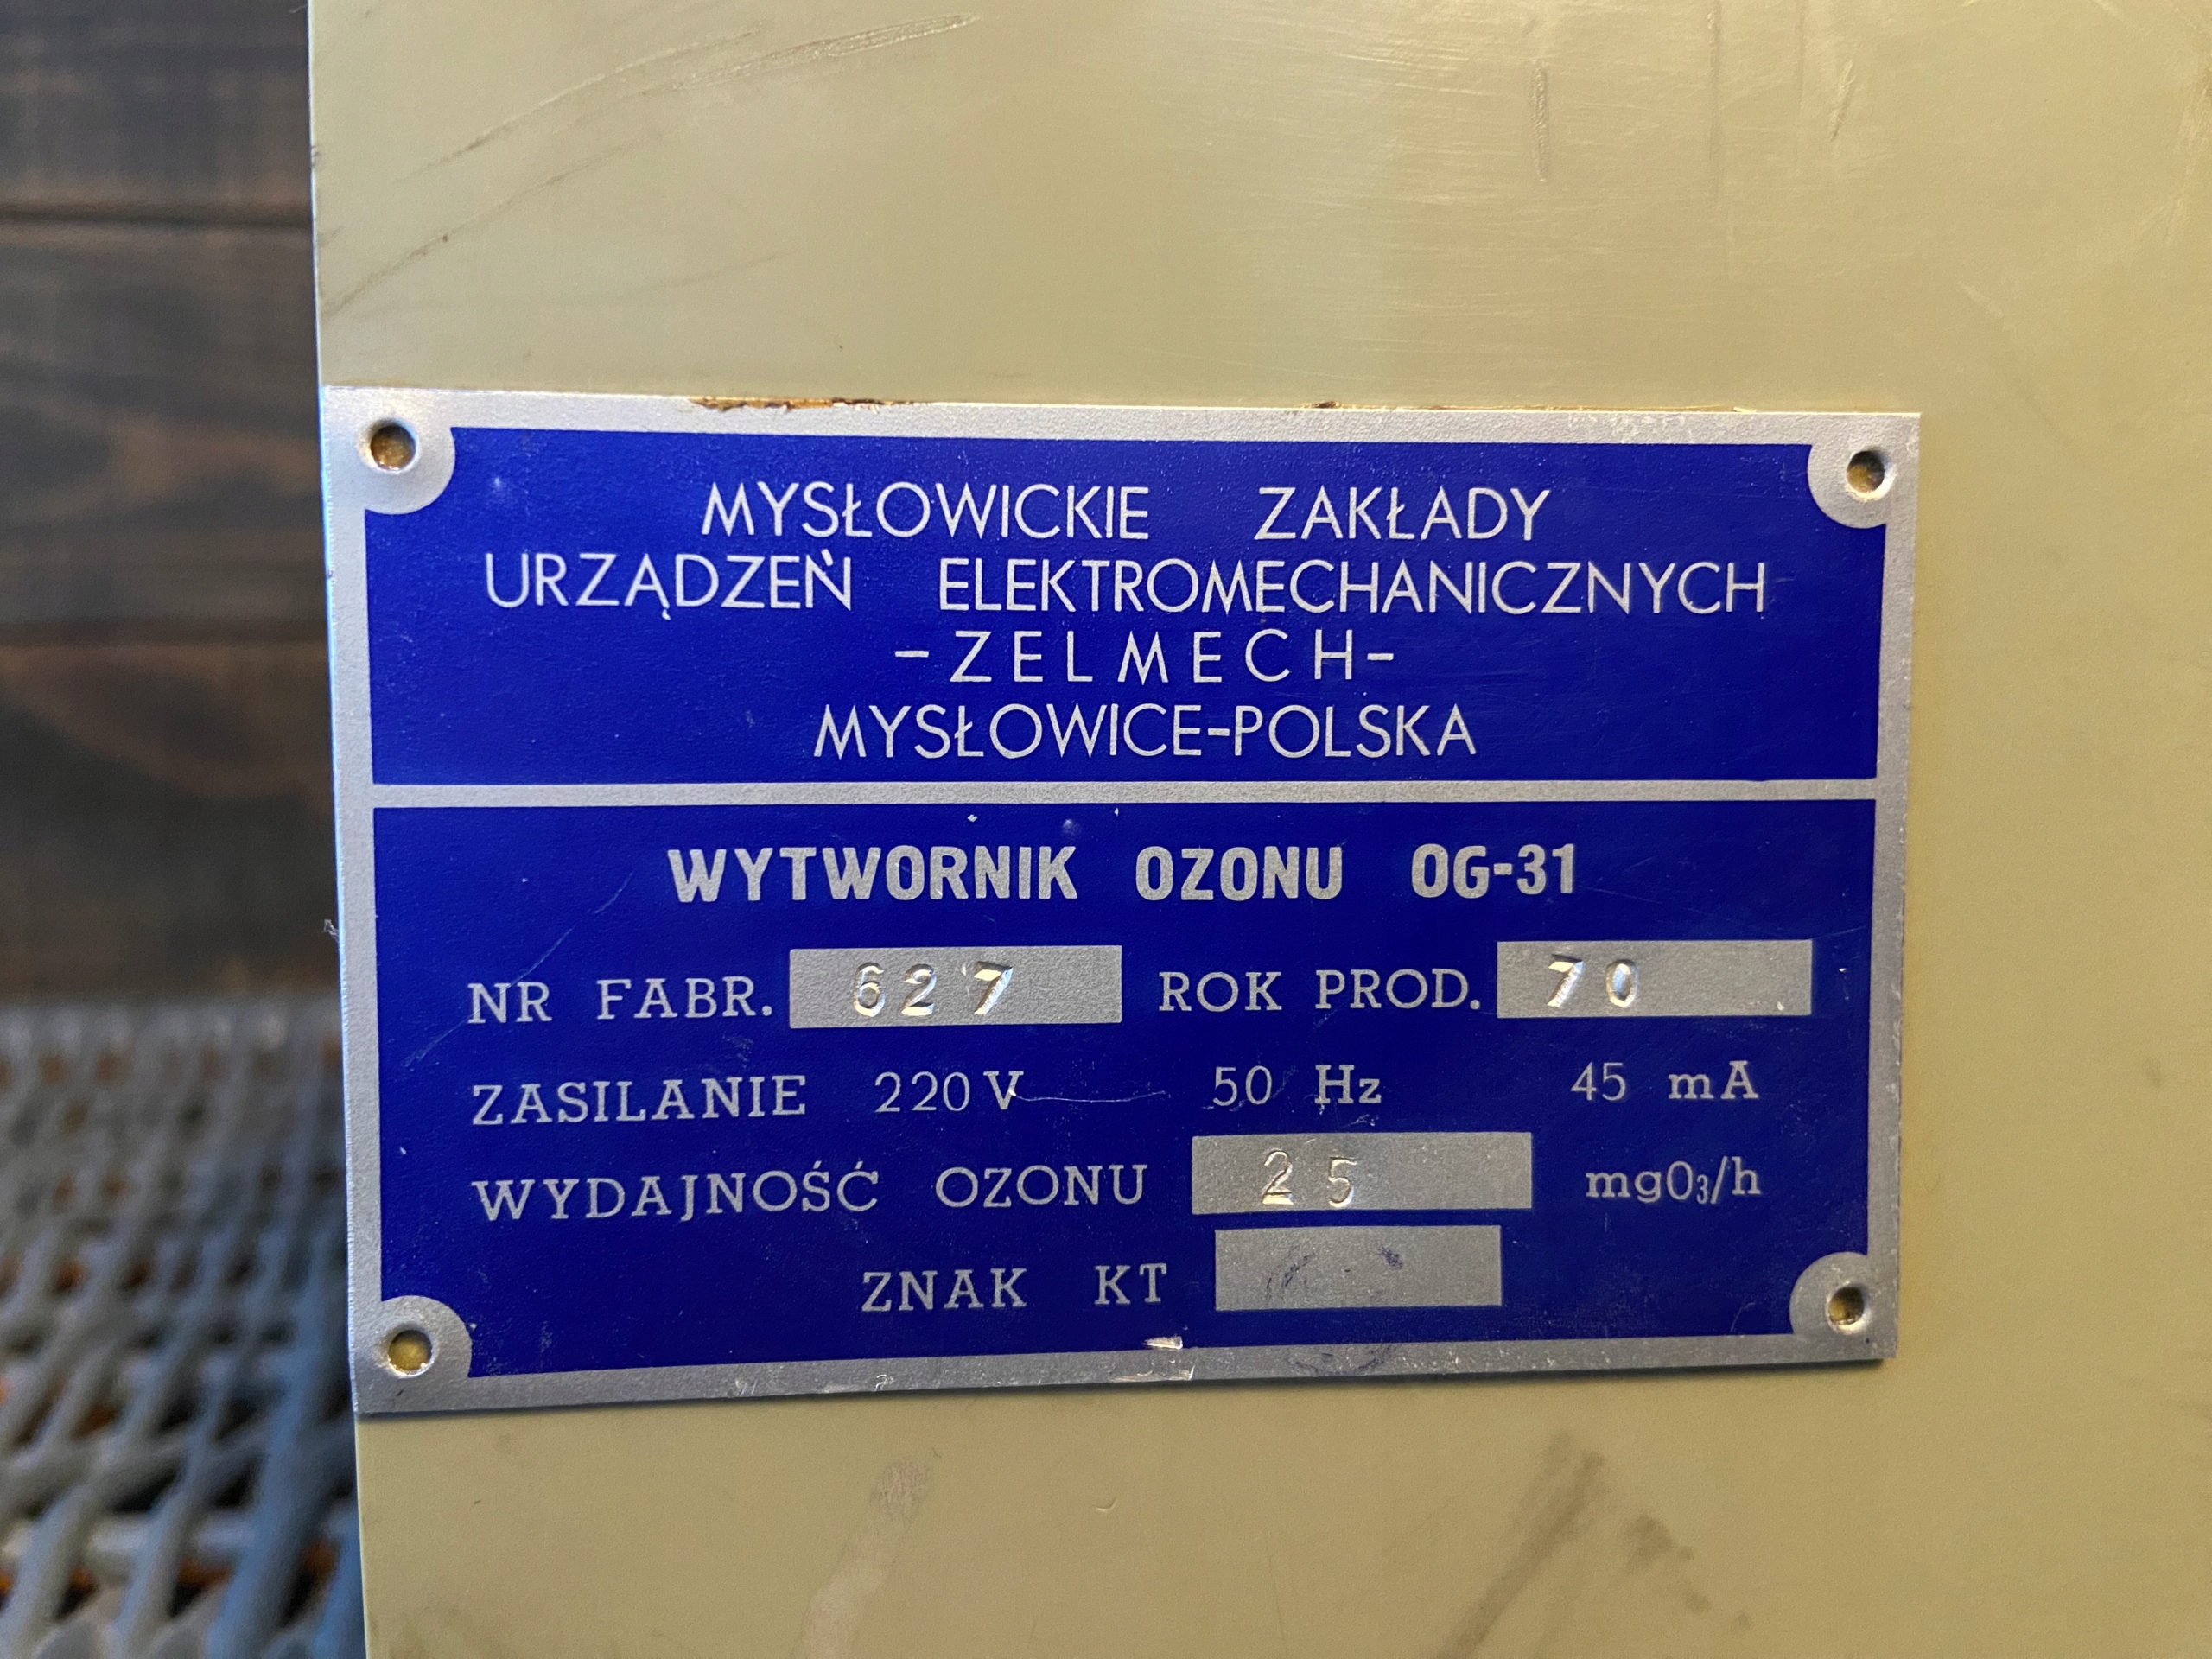 MYSŁOWICKIE ZAKŁADY
URZĄDZEŃ ELEKTROMECHANICZNYCH
-ZELMECH-
MYSŁOWICE-POLSKA
WYTWORNIK OZONU OG-31
NR FABR. 627 ROK PROD. 70
ZASILANIE 220V 50 Hz 45 mA
WYDAJNOŚĆ OZONU 25 mgO₃/h
ZNAK KT